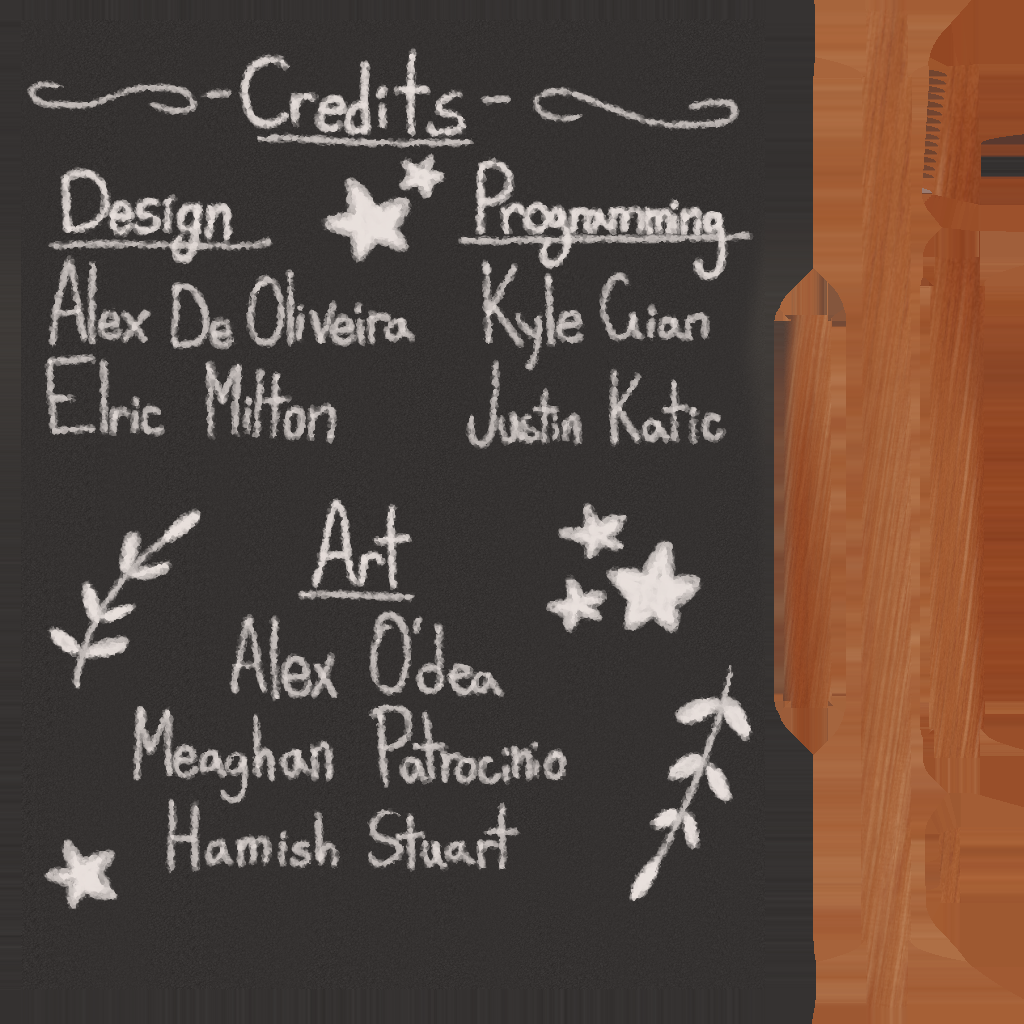 Credits
Design
Alex De Oliveira
Elric Milton
Programming
Kyle Gian
Justin Katic
Art
Alex O'dea
Meaghan Patrocinio
Hamish Stuart